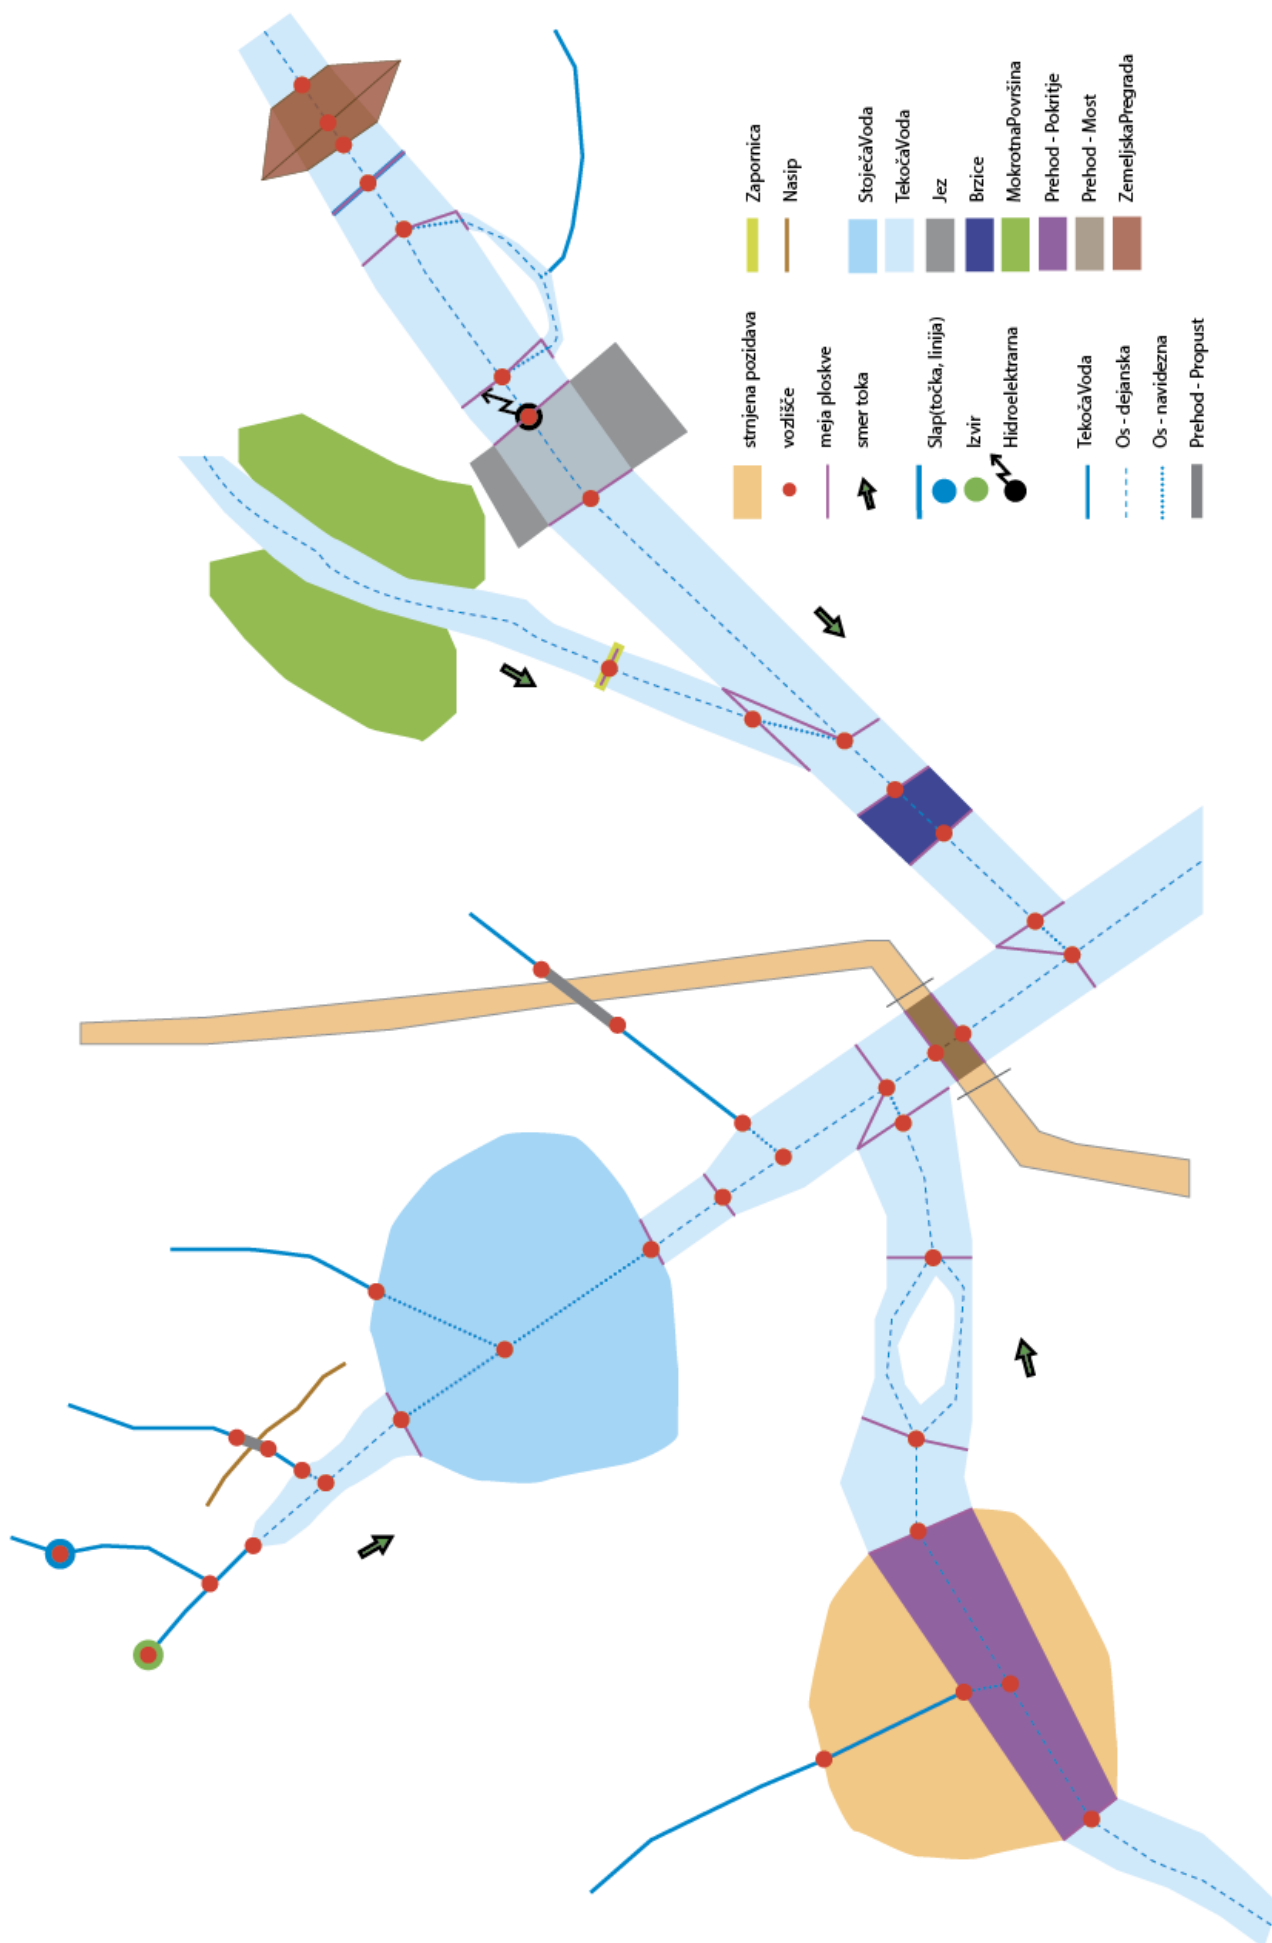 strnjena pozidava
vozlišče
meja ploskve
smer toka
Slap(točka, linija)
Izvir
Hidroelektrarna
TekočaVoda
Os - dejanska
Os - navidezna
Prehod - Propust
Zapornica
Nasip
StoječaVoda
TekočaVoda
Jez
Brzice
MokrotnaPovršina
Prehod - Pokritje
Prehod - Most
ZemeljskaPregrada